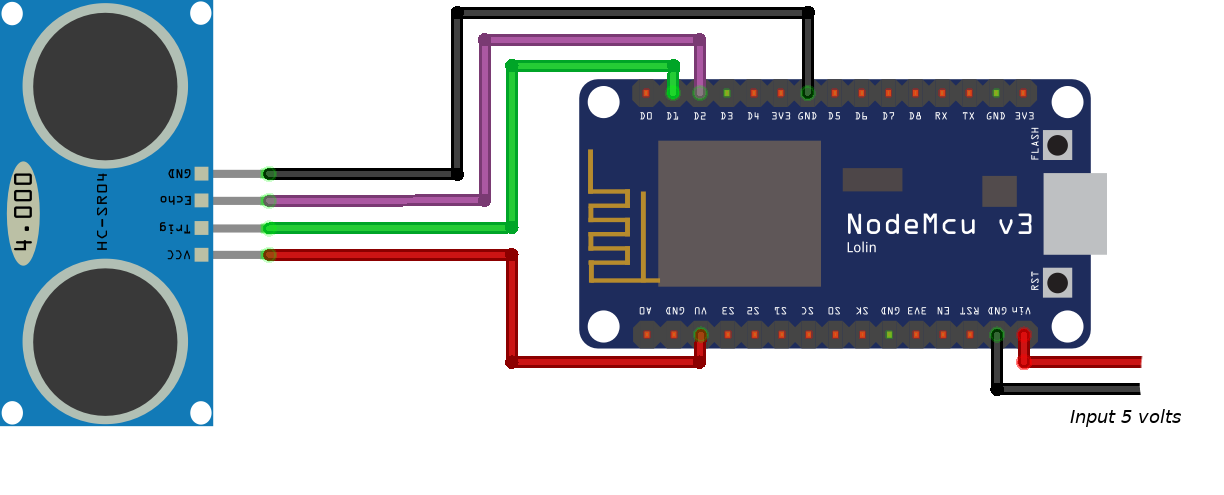 GND
Echo
Trig
VCC
HC-SR04
4.000
D0 D1 D2 D3 D4 3V3 GND D5 D6 D7 D8 RX TX GND 3V3
FLASH
NodeMcu v3
Lolin
RST
A0 GND VU S3 S2 S1 SC SO SK GND 3V3 EN RST GND Vin
Input 5 volts